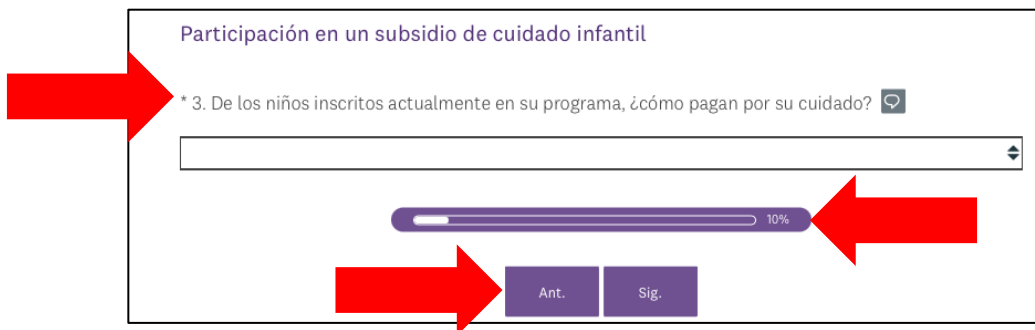 Participación en un subsidio de cuidado infantil
* 3. De los niños inscritos actualmente en su programa, ¿cómo pagan por su cuidado?
10%
Ant.
Sig.